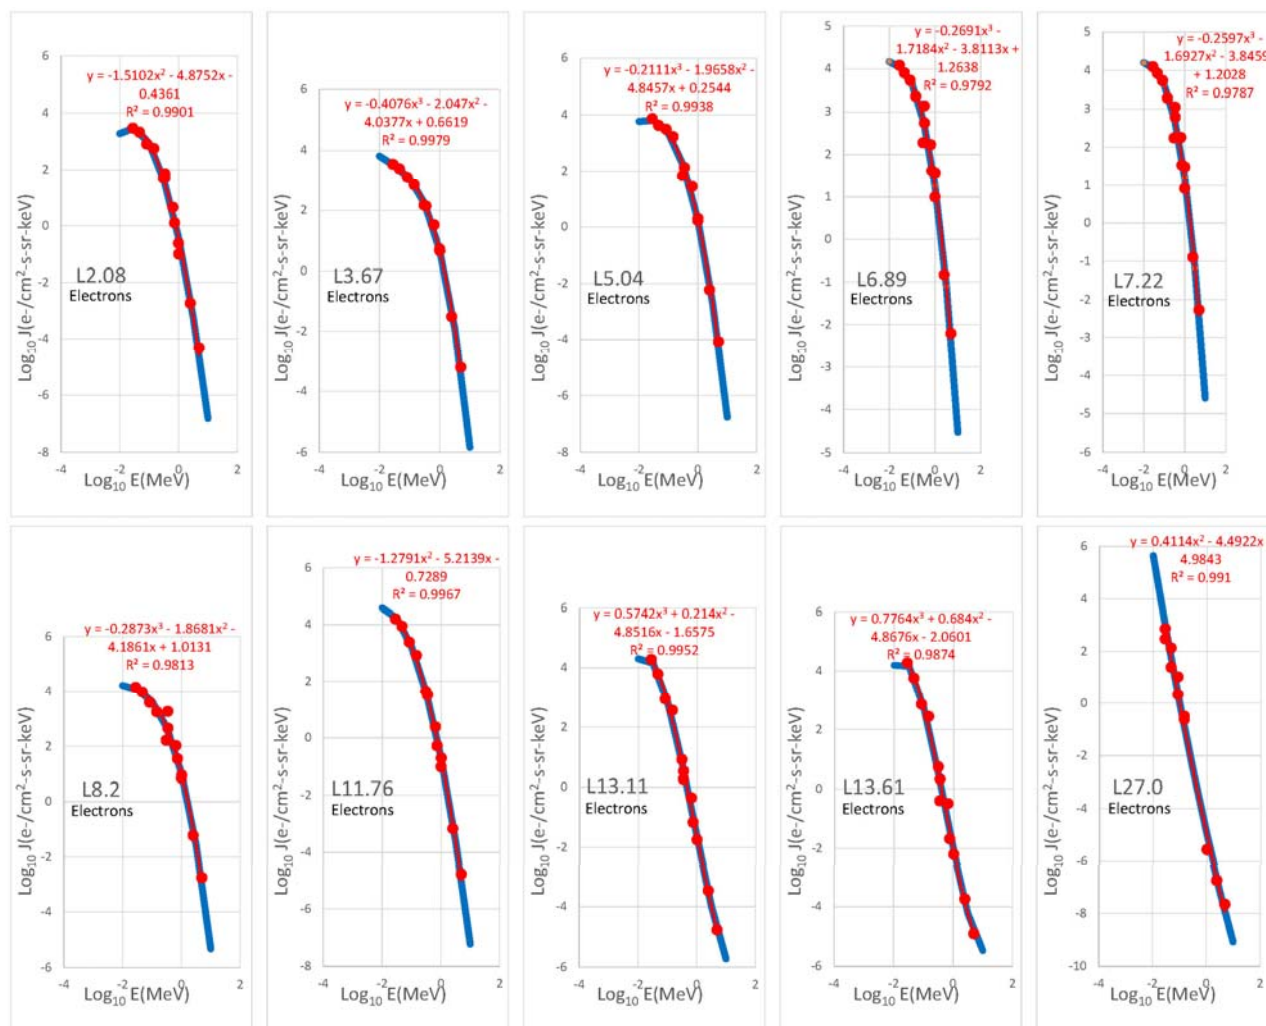 y = -1.5102x² - 4.8752x -
0.4361
R² = 0.9901
6
4
2
0
-2
-4
-6
-8
-4
-2
0
2
L2.08
Electrons
Log₁₀ J(e-/cm²-s-sr-keV)
Log₁₀ E(MeV)
y = -0.4076x³ - 2.047x² -
4.0377x + 0.6619
R² = 0.9979
6
4
2
0
-2
-4
-6
-4
-2
0
2
L3.67
Electrons
Log₁₀ J(e-/cm²-s-sr-keV)
Log₁₀ E(MeV)
y = -0.2111x³ - 1.9658x² -
4.8457x + 0.2544
R² = 0.9938
6
4
2
0
-2
-4
-6
-8
-4
-2
0
2
L5.04
Electrons
Log₁₀ J(e-/cm²-s-sr-keV)
Log₁₀ E(MeV)
y = -0.2691x³ -
1.7184x² - 3.8113x +
1.2638
R² = 0.9792
5
4
3
2
1
0
-1
-2
-3
-4
-5
-4
-2
0
2
L6.89
Electrons
Log₁₀ J(e-/cm²-s-sr-keV)
Log₁₀ E(MeV)
y = -0.2597x³ -
1.6927x² - 3.8459
+ 1.2028
R² = 0.9787
5
4
3
2
1
0
-1
-2
-3
-4
-5
-6
-4
-2
0
2
L7.22
Electrons
Log₁₀ J(e-/cm²-s-sr-keV)
Log₁₀ E(MeV)
y = -0.2873x³ - 1.8681x² -
4.1861x + 1.0131
R² = 0.9813
6
4
2
0
-2
-4
-6
-4
-2
0
2
L8.2
Electrons
Log₁₀ J(e-/cm²-s-sr-keV)
Log₁₀ E(MeV)
y = -1.2791x² - 5.2139x -
0.7289
R² = 0.9967
6
4
2
0
-2
-4
-6
-8
-4
-2
0
2
L11.76
Electrons
Log₁₀ J(e-/cm²-s-sr-keV)
Log₁₀ E(MeV)
y = 0.5742x³ + 0.214x² -
4.8516x - 1.6575
R² = 0.9952
6
4
2
0
-2
-4
-6
-4
-2
0
2
L13.11
Electrons
Log₁₀ J(e-/cm²-s-sr-keV)
Log₁₀ E(MeV)
y = 0.7764x³ + 0.684x² -
4.8676x - 2.0601
R² = 0.9874
6
4
2
0
-2
-4
-6
-4
-2
0
2
L13.61
Electrons
Log₁₀ J(e-/cm²-s-sr-keV)
Log₁₀ E(MeV)
y = 0.4114x² - 4.4922x
4.9843
R² = 0.991
6
4
2
0
-2
-4
-6
-8
-10
-4
-2
0
2
L27.0
Electrons
Log₁₀ J(e-/cm²-s-sr-keV)
Log₁₀ E(MeV)